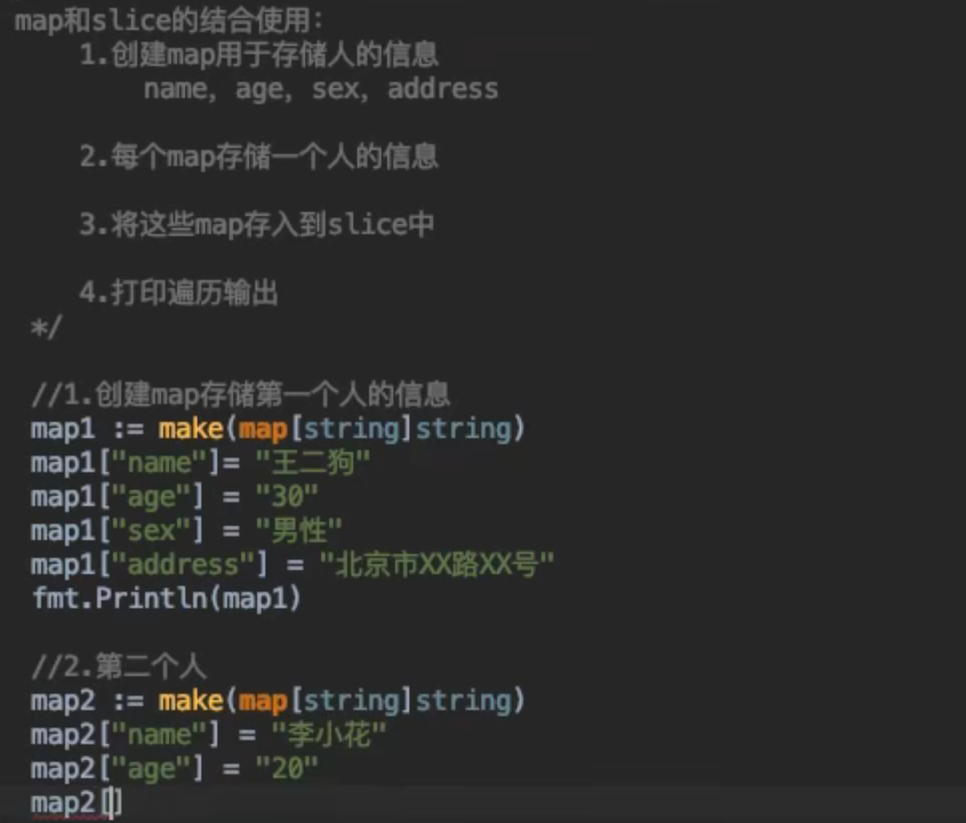 map和slice的结合使用：
1.创建map用于存储人的信息
name，age，sex，address
2.每个map存储一个人的信息
3.将这些map存入到slice中
4.打印遍历输出
*/
//1.创建map存储第一个人的信息
map1 := make(map[string]string)
map1["name"]= "王二狗"
map1["age"] = "30"
map1["sex"] = "男性"
map1["address"] = "北京市XX路XX号"
fmt.Println(map1)
//2.第二个人
map2 := make(map[string]string)
map2["name"] = "李小花"
map2["age"] = "20"
map2[]